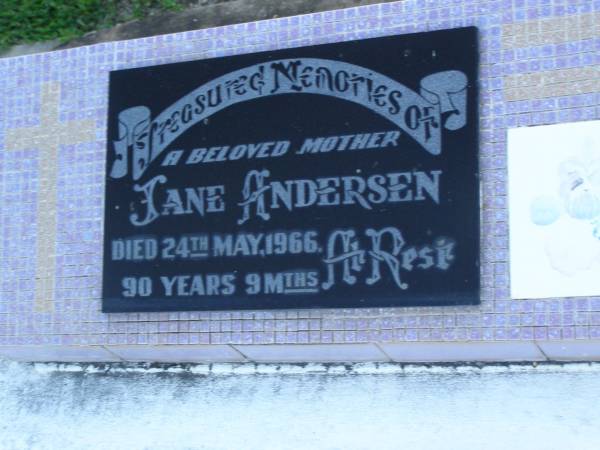 Treasured Memories Of
A BELOVED MOTHER
JANE ANDERSEN
DIED 24TH MAY, 1966.
90 YEARS 9 MTHS
At Rest